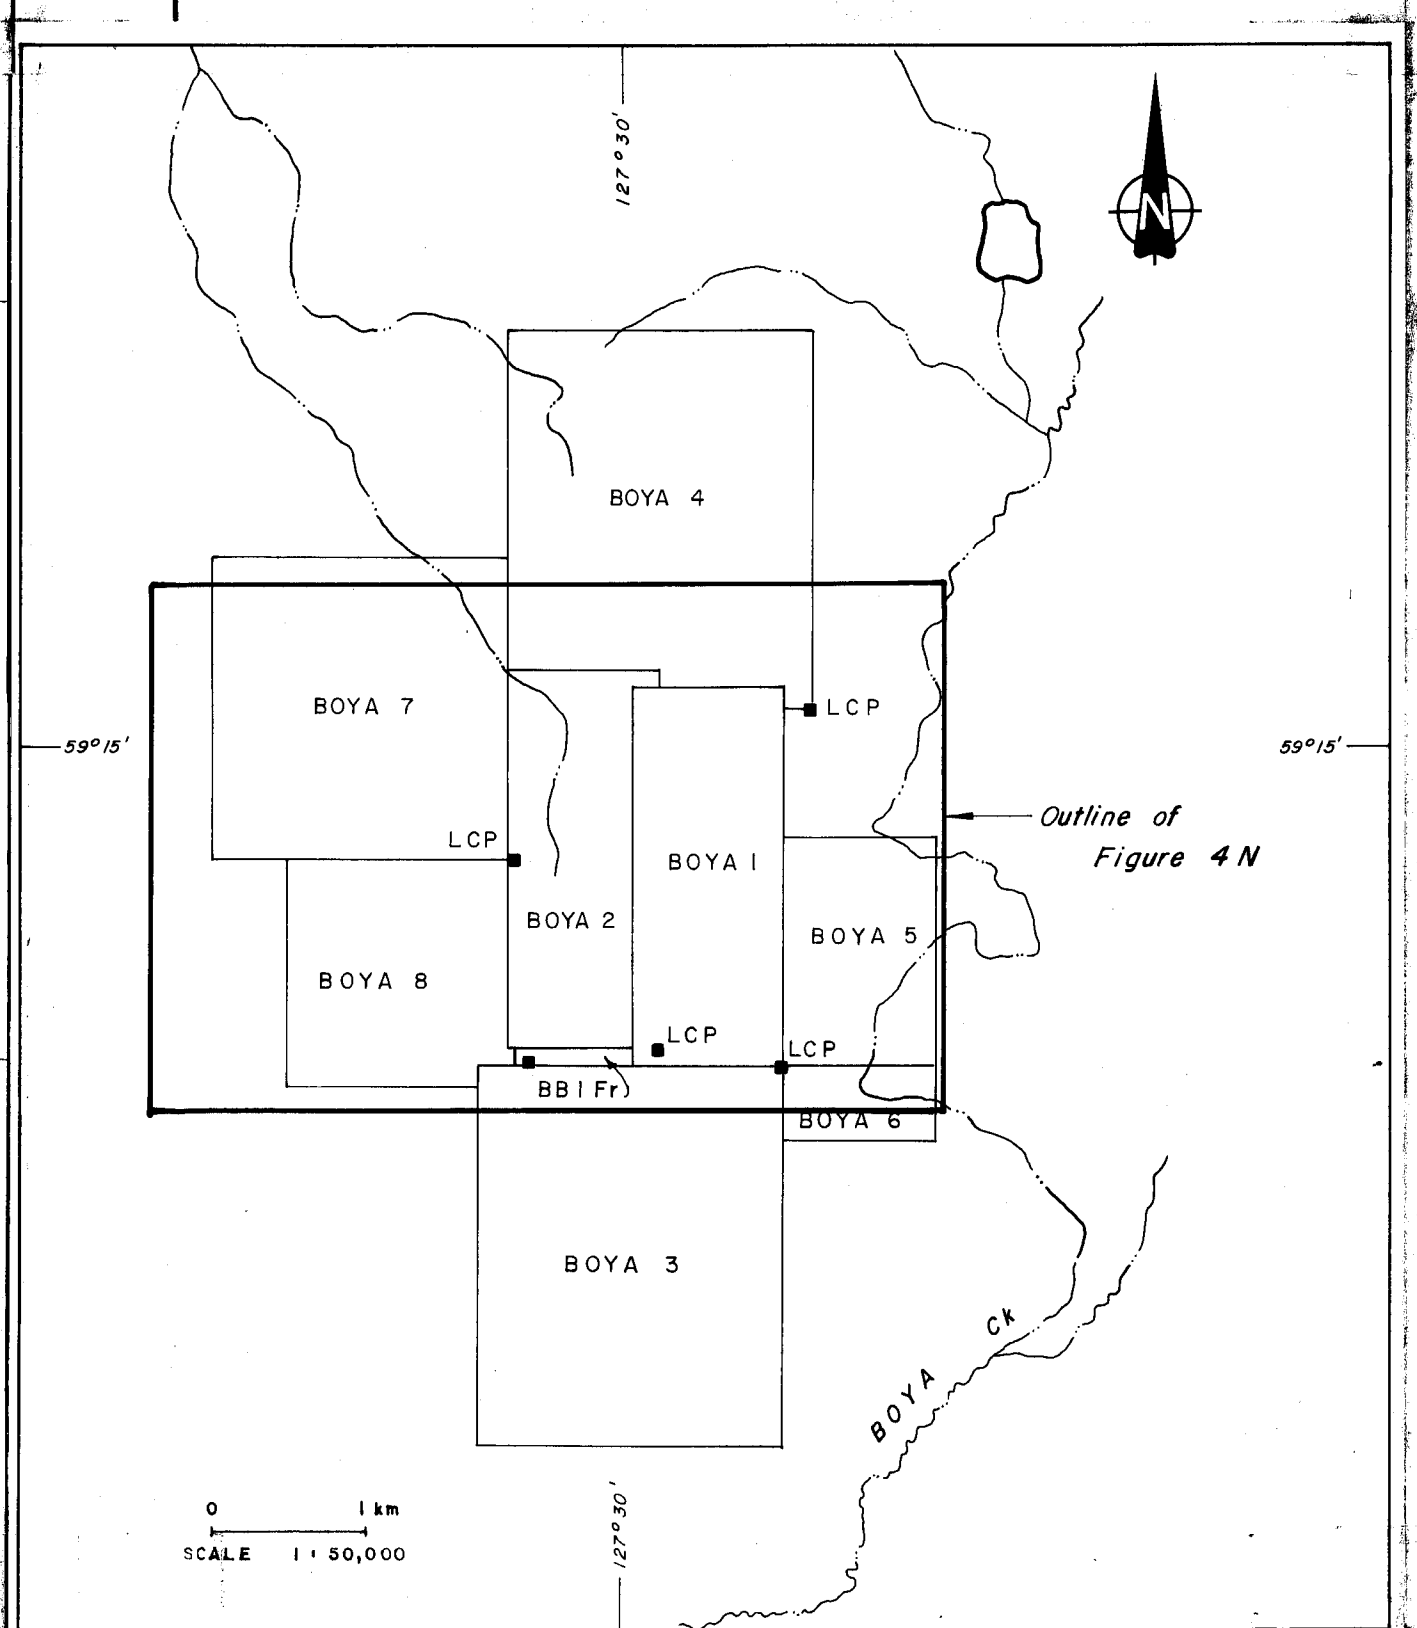 127°30'
N
BOYA 4
BOYA 7
LCP
59°15'
59°15'
Outline of
Figure 4N
LCP
BOYA 1
BOYA 2
BOYA 5
BOYA 8
LCP
LCP
BB1 Fr
BOYA 6
BOYA 3
BOYA Ck
0 1 km
SCALE 1:50,000
127°30'